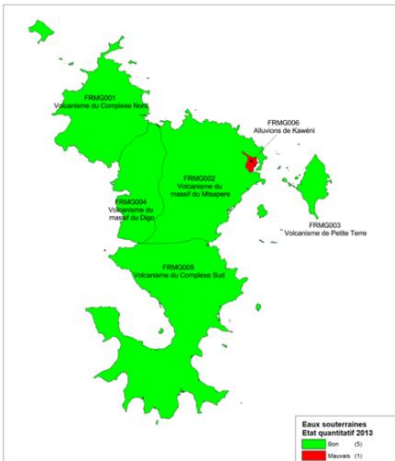 FRMG001
Volcanisme du Complexe Nord
FRMG006
Alluvions de Kawéni
FRMG002
Volcanisme du
massif du Mtsapere
FRMG004
Volcanisme du
massif du Digo
FRMG003
Volcanisme de Petite Terre
FRMG005
Volcanisme du Complexe Sud
Eaux souterraines
Etat quantitatif 2013
Bon (5)
Mauvais (1)